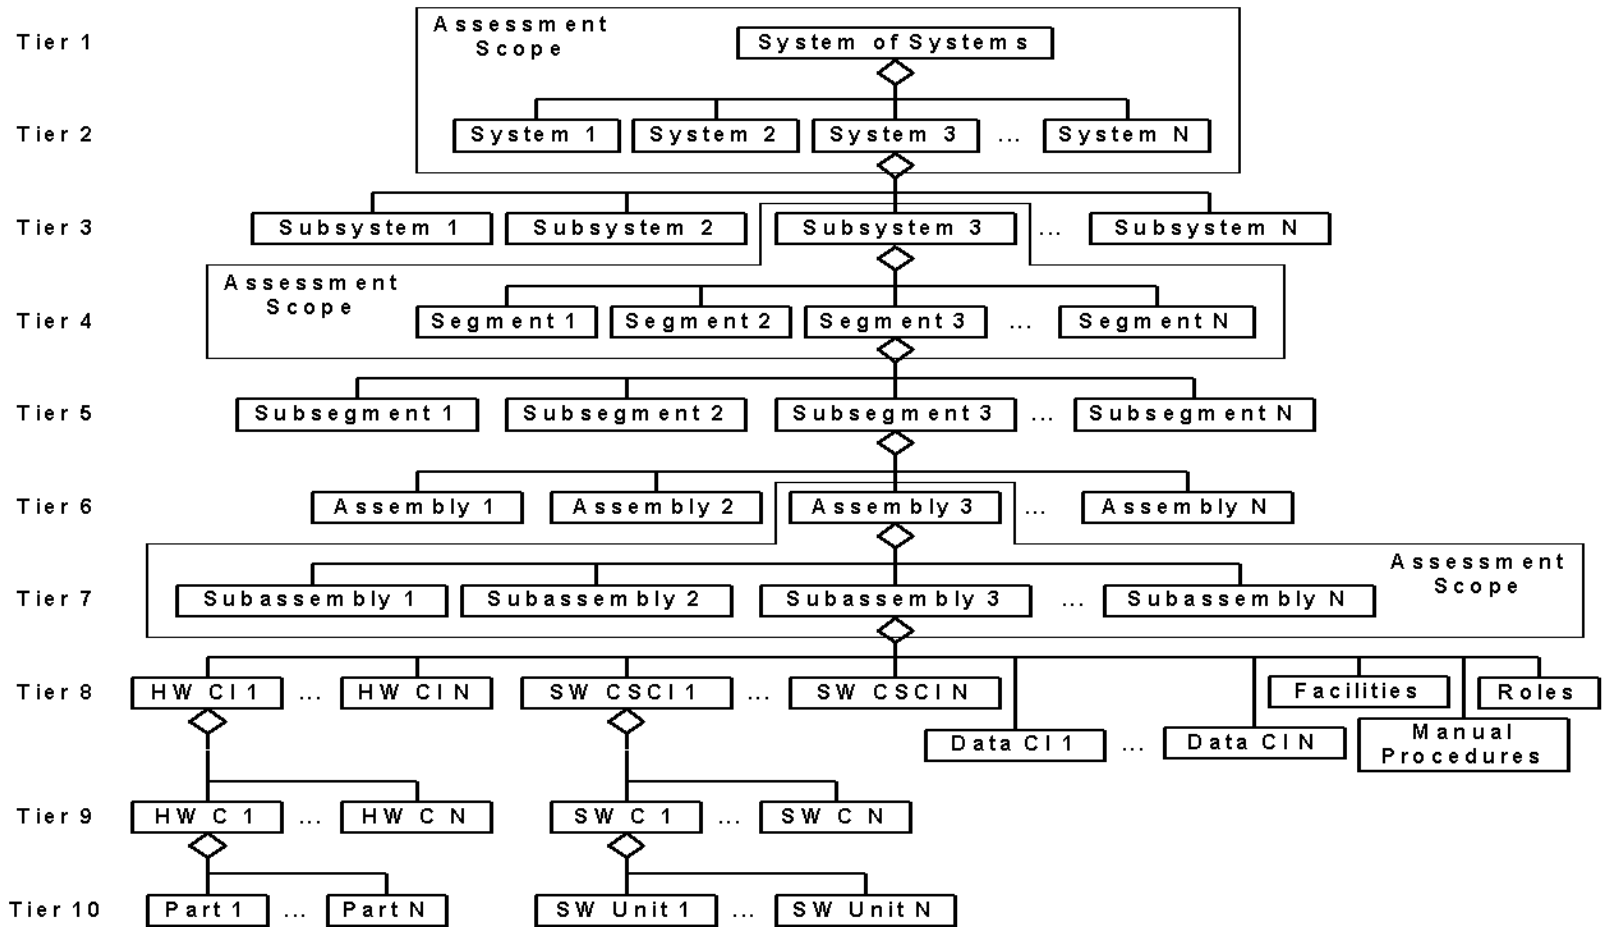 Assessment
Scope
Tier 1
System of Systems
Tier 2
System 1
System 2
System 3
...
System N
Tier 3
Subsystem 1
Subsystem 2
Subsystem 3
...
Subsystem N
Assessment
Scope
Tier 4
Segment 1
Segment 2
Segment 3
...
Segment N
Tier 5
Subsegment 1
Subsegment 2
Subsegment 3
...
Subsegment N
Tier 6
Assembly 1
Assembly 2
Assembly 3
...
Assembly N
Assessment
Scope
Tier 7
Subassembly 1
Subassembly 2
Subassembly 3
...
Subassembly N
Tier 8
HW CI 1
...
HW CI N
SW CSCI 1
...
SW CSCI N
Facilities
Roles
Data CI 1
...
Data CI N
Manual
Procedures
Tier 9
HW C 1
...
HW C N
SW C 1
...
SW C N
Tier 10
Part 1
...
Part N
SW Unit 1
...
SW Unit N